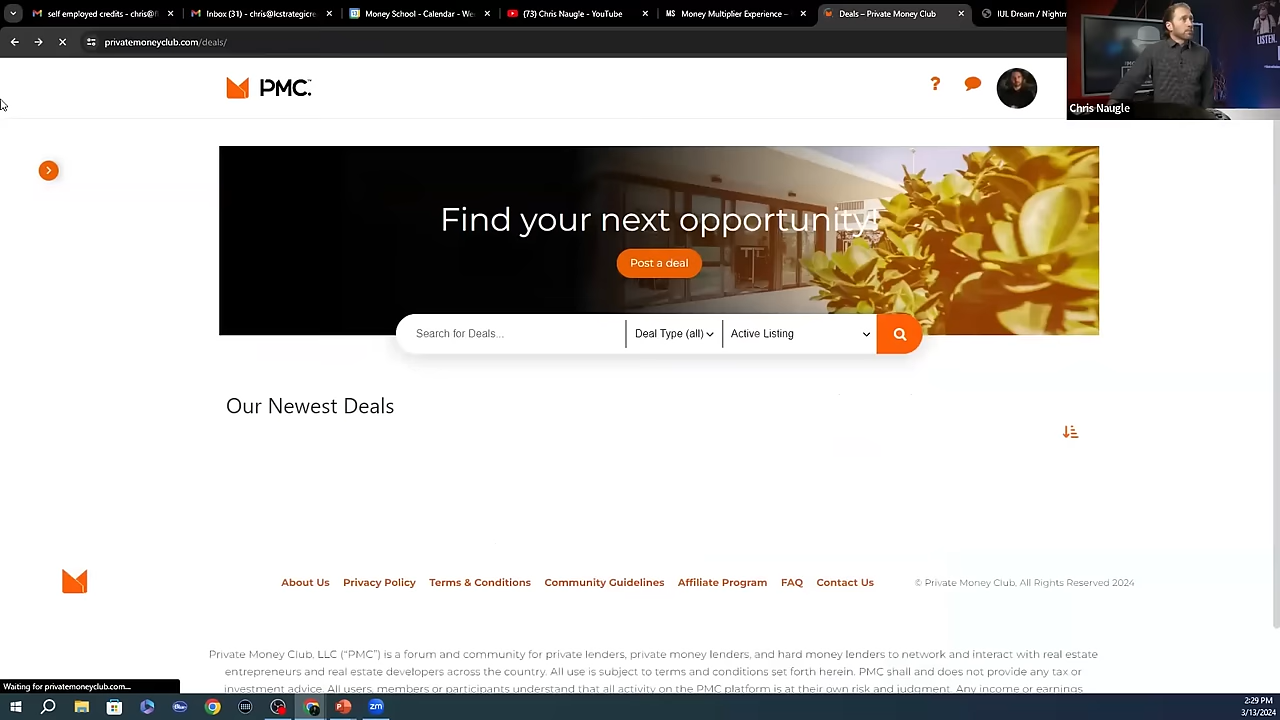 self employed credits - chris@f
Inbox (31) - chris@lcstrategicre
Money School - Calendar - We
(73) Chris Naugle - YouTube
MS Money Multiplier Experience –
Deals – Private Money Club
IUL Dream / Nightm
privatemoneyclub.com/deals/
PMC.
?
Chris Naugle
LISTEN.
Find your next opportunity!
Post a deal
Search for Deals...
Deal Type (all)
Active Listing
Our Newest Deals
About Us
Privacy Policy
Terms & Conditions
Community Guidelines
Affiliate Program
FAQ
Contact Us
© Private Money Club, All Rights Reserved 2024
Private Money Club, LLC ("PMC") is a forum and community for private lenders, private money lenders, and hard money lenders to network and interact with real estate
entrepreneurs and real estate developers across the country. All use is subject to terms and conditions set forth herein. PMC shall and does not provide any tax or
investment advice. All users, members or participants understand that all activity on the PMC platform is at their own risk and judgment. Any income or earnings
Waiting for privatemoneyclub.com...
zm
2:29 PM
3/13/2024